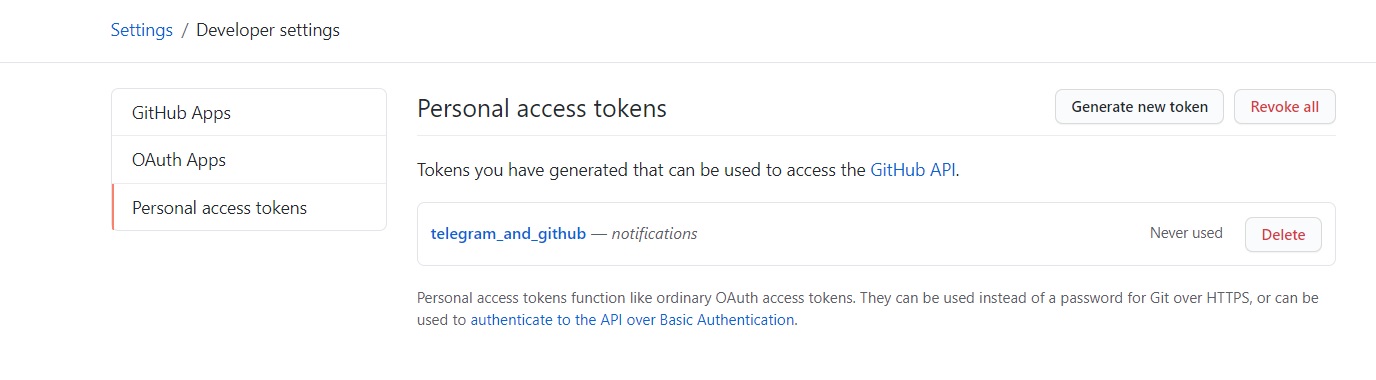 Settings / Developer settings
GitHub Apps
OAuth Apps
Personal access tokens
Personal access tokens
Generate new token
Revoke all
Tokens you have generated that can be used to access the GitHub API.
telegram_and_github — notifications
Never used
Delete
Personal access tokens function like ordinary OAuth access tokens. They can be used instead of a password for Git over HTTPS, or can be
used to authenticate to the API over Basic Authentication.